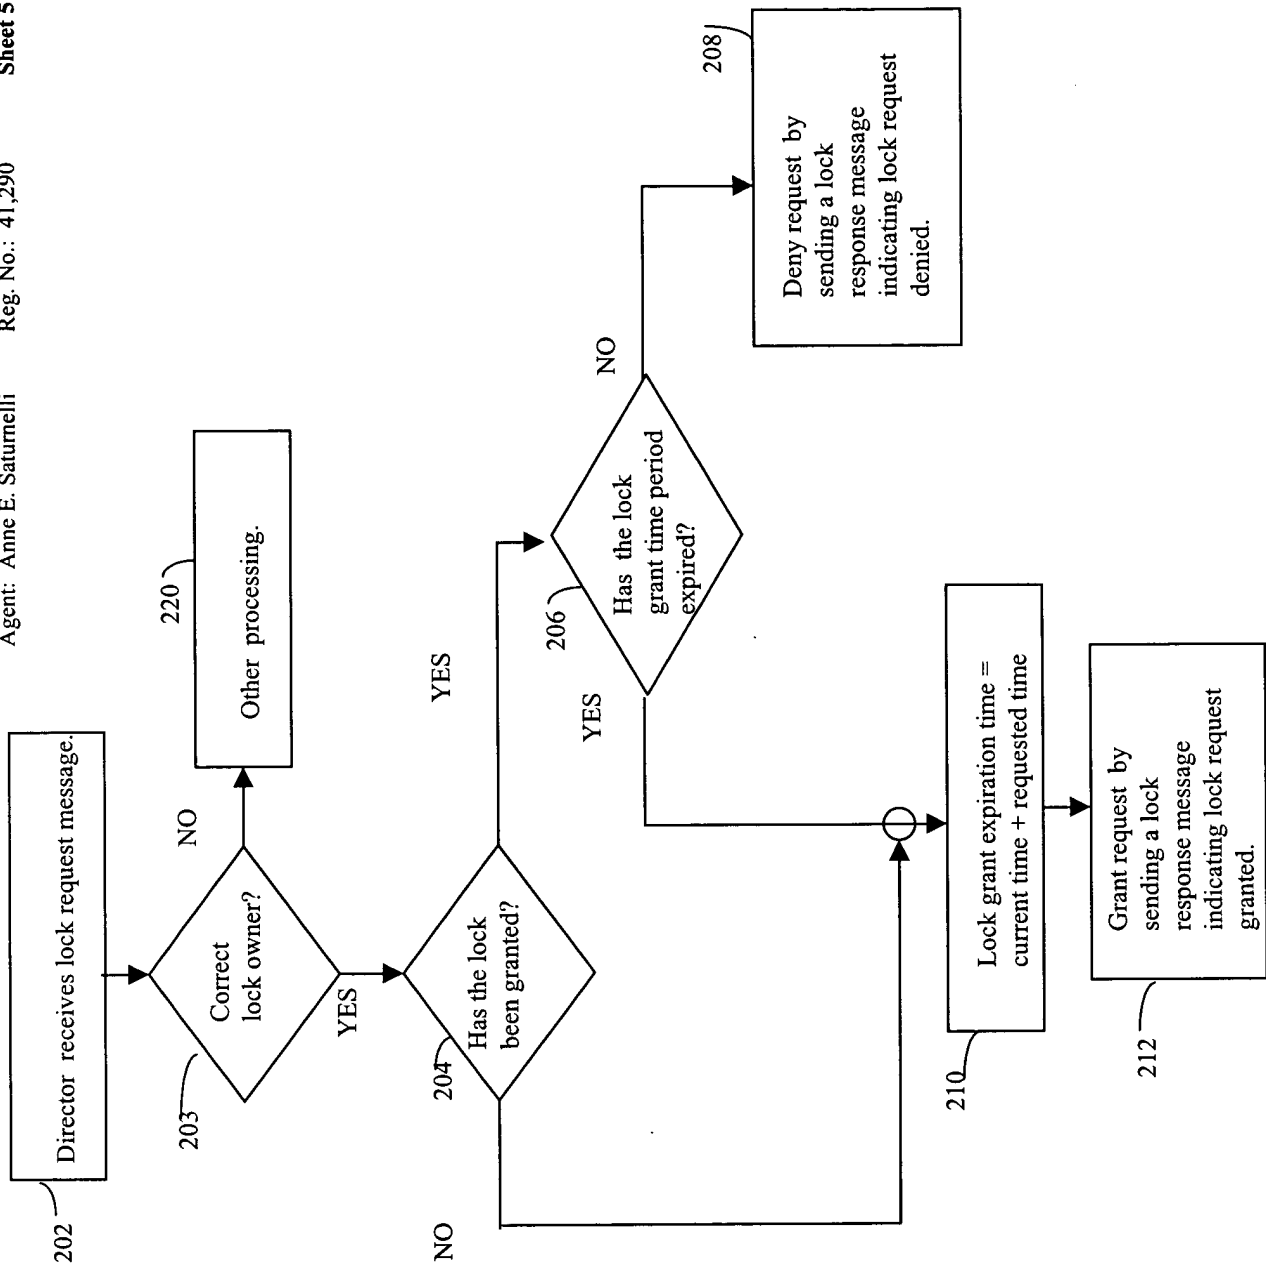 Agent: Anne E. Saturnelli Reg. No.: 41,290 Sheet 5
202
Director receives lock request message.
203
Correct
lock owner?
NO
220
Other processing.
YES
204
Has the lock
been granted?
YES
NO
206
Has the lock
grant time period
expired?
NO
208
Deny request by
sending a lock
response message
indicating lock request
denied.
YES
210
Lock grant expiration time =
current time + requested time
212
Grant request by
sending a lock
response message
indicating lock request
granted.